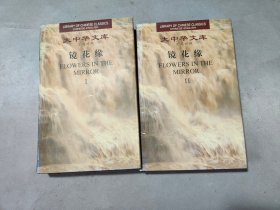 LIBRARY OF CHINESE CLASSICS
大中华文库
镜花缘
FLOWERS IN THE
MIRROR
I
LIBRARY OF CHINESE CLASSICS
大中华文库
镜花缘
FLOWERS IN THE
MIRROR
II